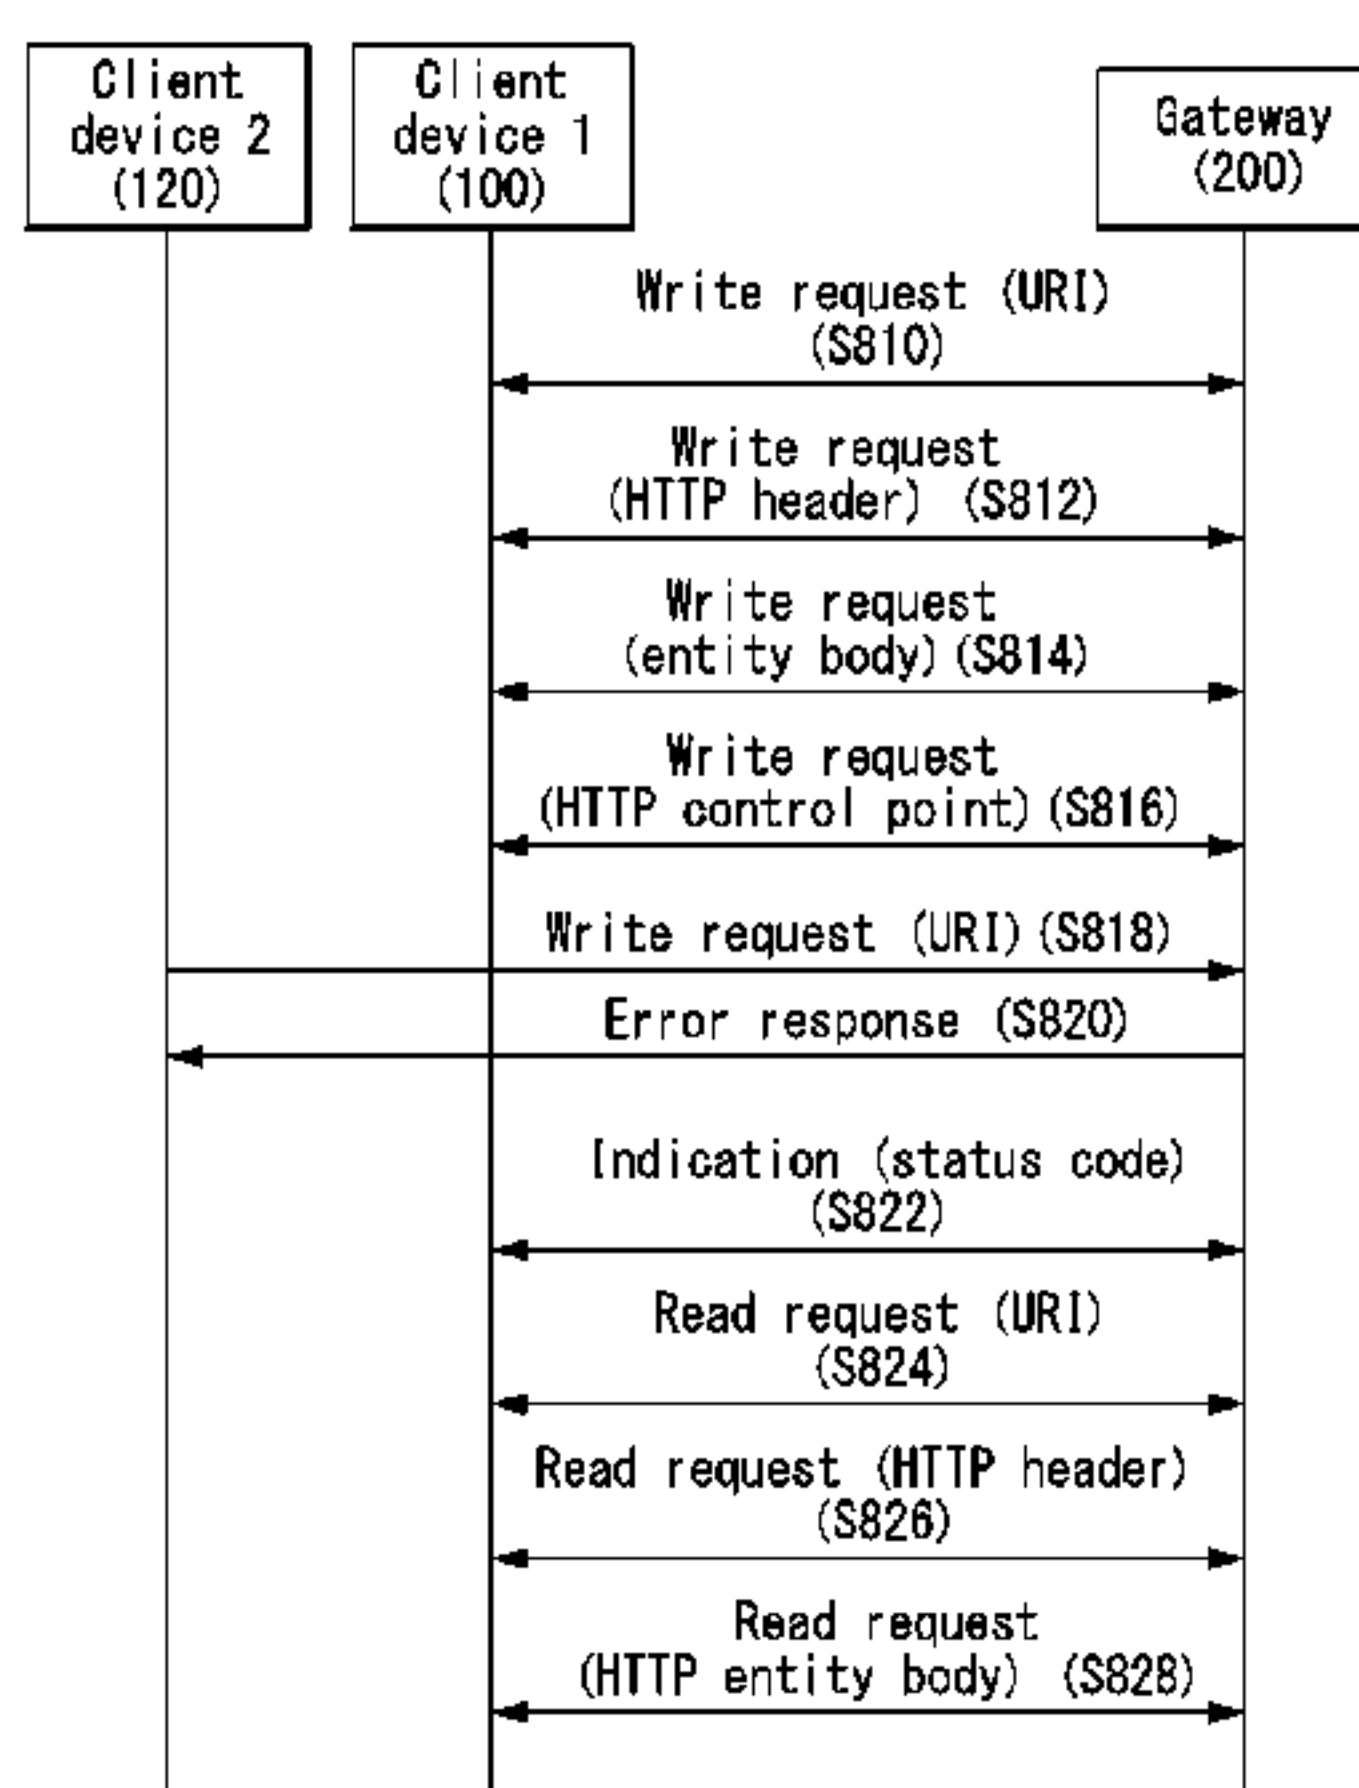 Client
device 2
(120)
Client
device 1
(100)
Gateway
(200)
Write request (URI)
(S810)
Write request
(HTTP header) (S812)
Write request
(entity body) (S814)
Write request
(HTTP control point) (S816)
Write request (URI) (S818)
Error response (S820)
Indication (status code)
(S822)
Read request (URI)
(S824)
Read request (HTTP header)
(S826)
Read request
(HTTP entity body) (S828)